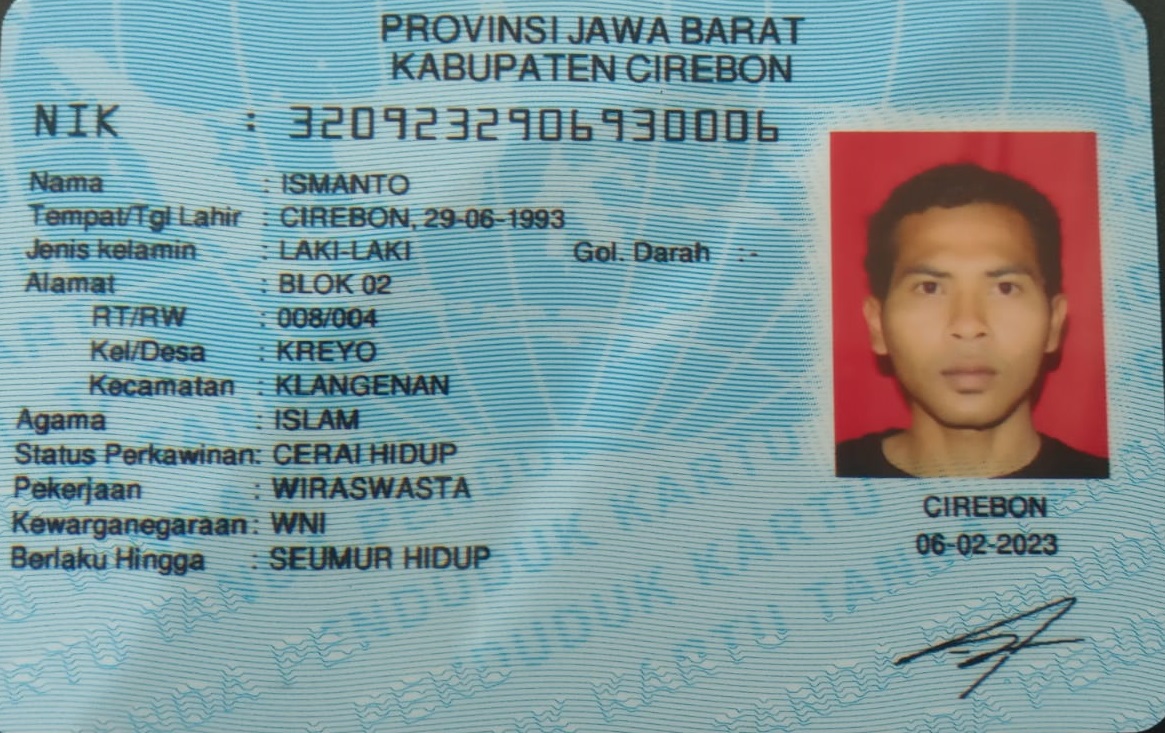 PROVINSI JAWA BARAT
KABUPATEN CIREBON
NIK : 3209232906930006
Nama : ISMANTO
Tempat/Tgl Lahir : CIREBON, 29-06-1993
Jenis kelamin : LAKI-LAKI Gol. Darah : -
Alamat : BLOK 02
RT/RW : 008/004
Kel/Desa : KREYO
Kecamatan : KLANGENAN
Agama : ISLAM
Status Perkawinan: CERAI HIDUP
Pekerjaan : WIRASWASTA
Kewarganegaraan: WNI
Berlaku Hingga : SEUMUR HIDUP
CIREBON
06-02-2023